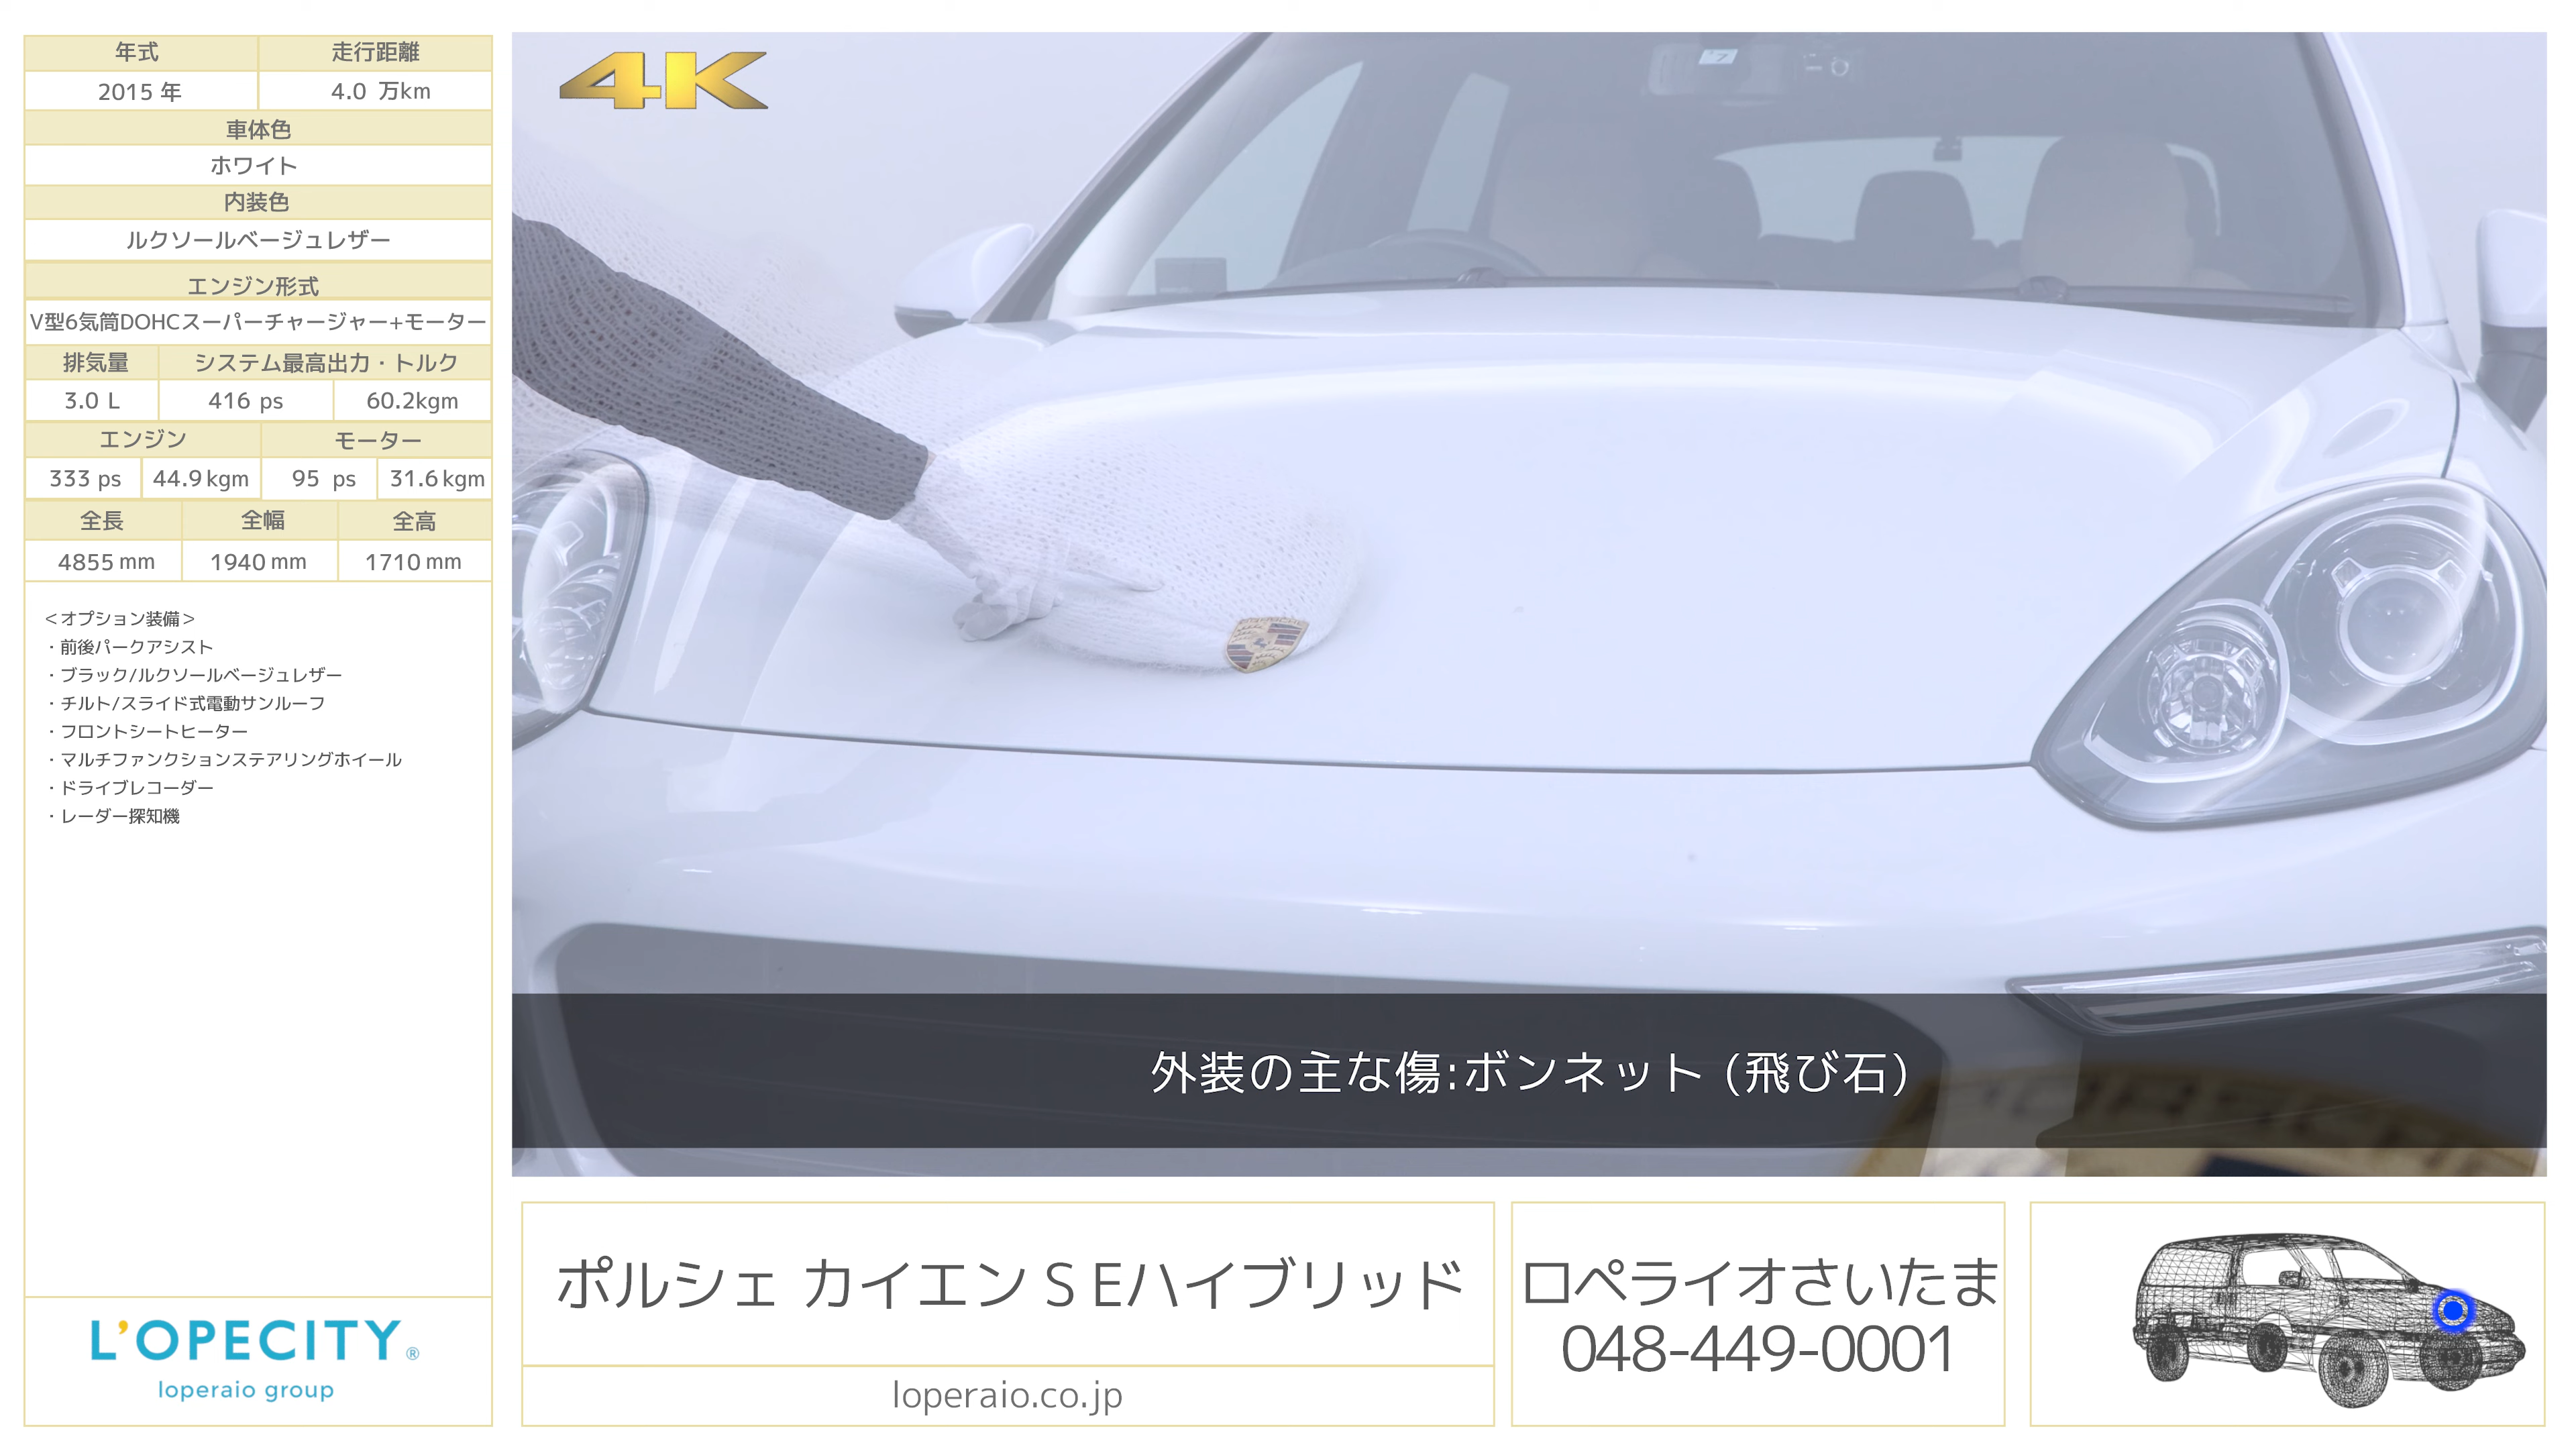 年式 走行距離
2015 年 4.0 万km
車体色
ホワイト
内装色
ルクソールベージュレザー
エンジン形式
V型6気筒DOHCスーパーチャージャー+モーター
排気量 システム最高出力・トルク
3.0 L 416 ps 60.2kgm
エンジン モーター
333 ps 44.9kgm 95 ps 31.6kgm
全長 全幅 全高
4855mm 1940mm 1710mm
＜オプション装備＞
・前後パークアシスト
・ブラック/ルクソールベージュレザー
・チルト/スライド式電動サンルーフ
・フロントシートヒーター
・マルチファンクションステアリングホイール
・ドライブレコーダー
・レーダー探知機
L'OPECITY®
loperaio group
4K
7
外装の主な傷:ボンネット (飛び石)
ポルシェ カイエンＳＥハイブリッド
loperaio.co.jp
ロペライオさいたま
048-449-0001